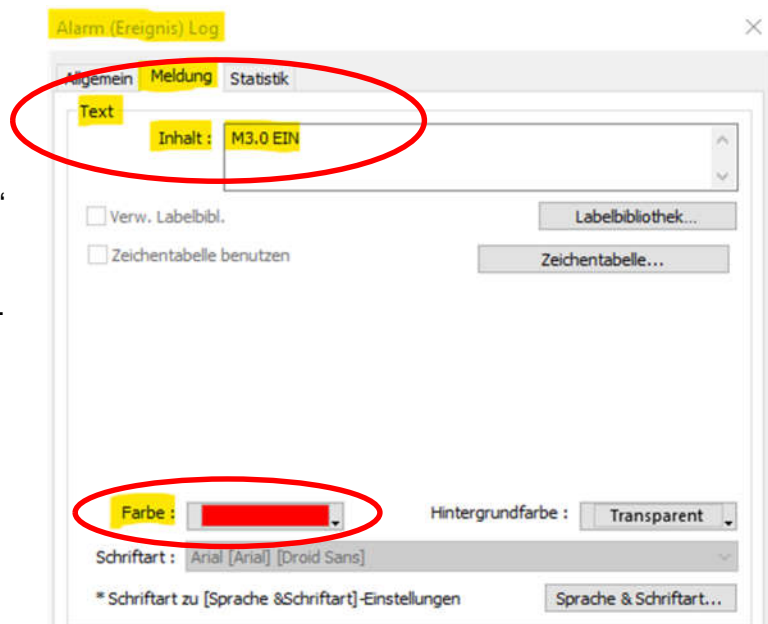 Alarm (Ereignis) Log
Allgemein Meldung Statistik
Text
Inhalt : M3.0 EIN
“
Verw. Labelbibl. Labelbibliothek...
Zeichentabelle benutzen Zeichentabelle...
Farbe : Hintergrundfarbe : Transparent
Schriftart : Arial [Arial] [Droid Sans]
* Schriftart zu [Sprache &Schriftart]-Einstellungen Sprache & Schriftart...